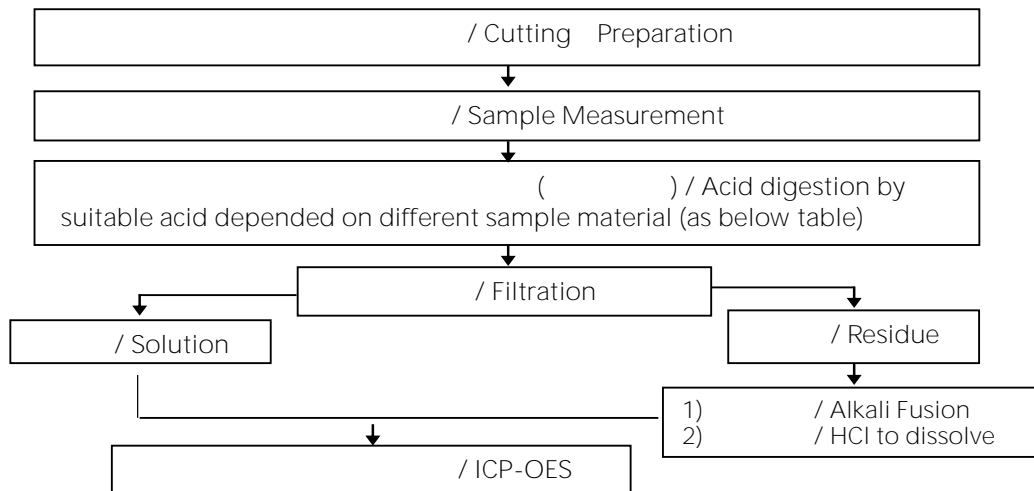 / Cutting Preparation
/ Sample Measurement
( ) / Acid digestion by
suitable acid depended on different sample material (as below table)
/ Filtration
/ Solution
/ Residue
1) / Alkali Fusion
2) / HCl to dissolve
/ ICP-OES